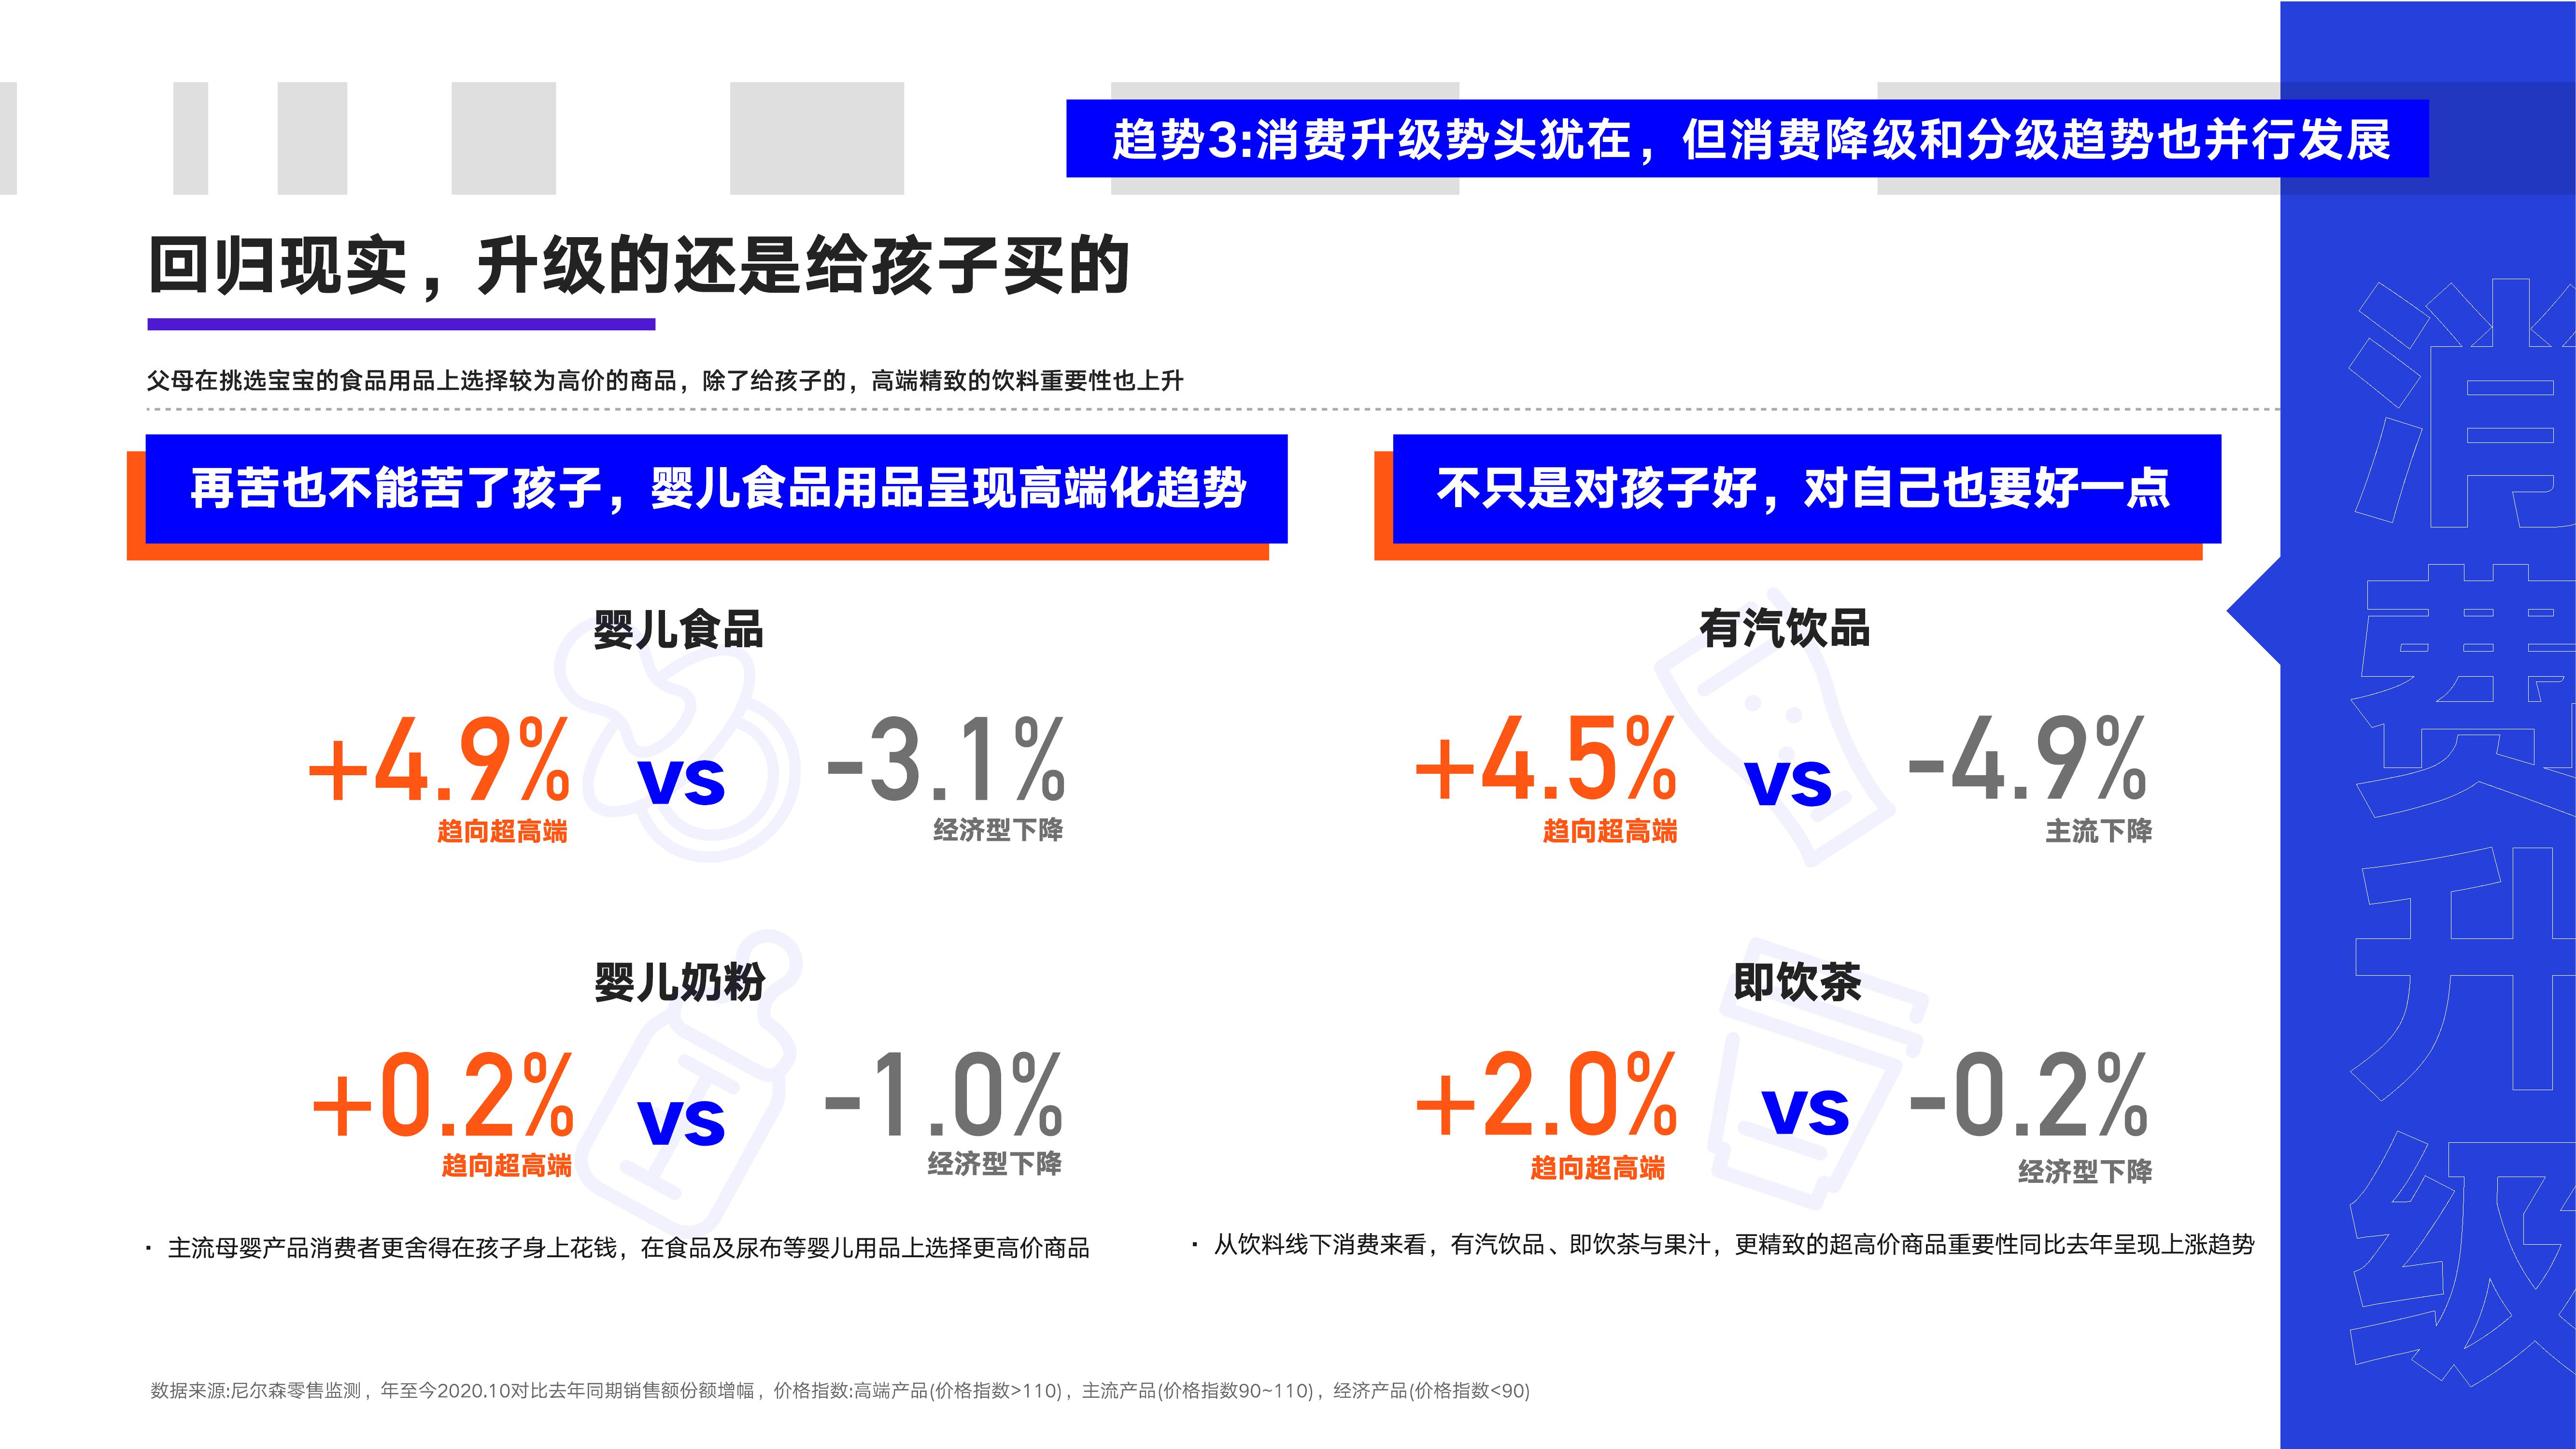 趋势3:消费升级势头犹在，但消费降级和分级趋势也并行发展
回归现实，升级的还是给孩子买的
父母在挑选宝宝的食品用品上选择较为高价的商品，除了给孩子的，高端精致的饮料重要性也上升
再苦也不能苦了孩子，婴儿食品用品呈现高端化趋势
婴儿食品
+4.9%
趋向超高端
vs
-3.1%
经济型下降
婴儿奶粉
+0.2%
趋向超高端
vs
-1.0%
经济型下降
· 主流母婴产品消费者更舍得在孩子身上花钱，在食品及尿布等婴儿用品上选择更高价商品
不只是对孩子好，对自己也要好一点
有汽饮品
+4.5%
趋向超高端
vs
-4.9%
主流下降
即饮茶
+2.0%
趋向超高端
vs
-0.2%
经济型下降
· 从饮料线下消费来看，有汽饮品、即饮茶与果汁，更精致的超高价商品重要性同比去年呈现上涨趋势
数据来源:尼尔森零售监测，年至今2020.10对比去年同期销售额份额增幅，价格指数:高端产品(价格指数>110)，主流产品(价格指数90~110)，经济产品(价格指数<90)
消费升级